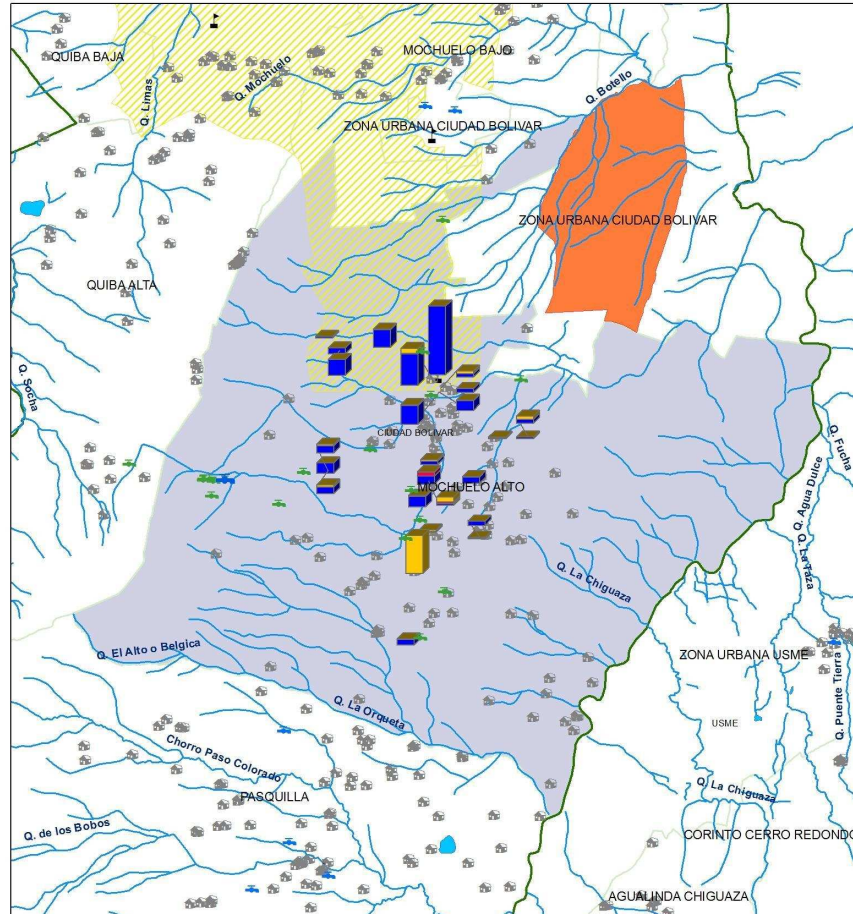 MOCHUELO BAJO
QUIBA BAJA
Q. Limas
Q. Mochuelo
Q. Botello
ZONA URBANA CIUDAD BOLIVAR
ZONA URBANA CIUDAD BOLIVAR
QUIBA ALTA
Q. Socha
CIUDAD BOLIVAR
Q. Fucha
MOCHUELO ALTO
Q. Agua Dulce
Q. La Taza
Q. La Chiguaza
Q. El Alto o Belgica
ZONA URBANA USME
Q. Puente Tierra
Q. La Orqueta
USME
Chorro Paso Colorado
Q. La Chiguaza
PASQUILLA
Q. de los Bobos
CORINTO CERRO REDONDO
AGUALINDA CHIGUAZA